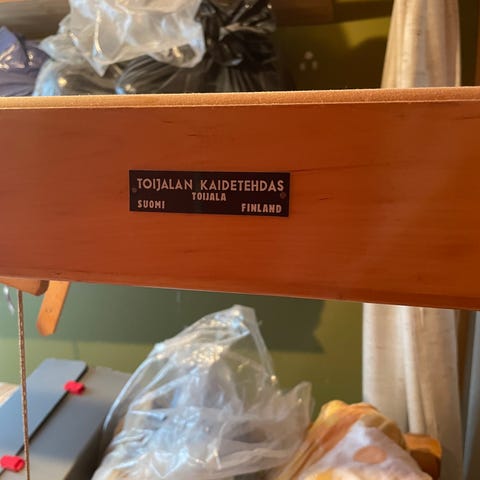 TOIJALAN KAIDETEHDAS
TOIJALA
SUOMI FINLAND